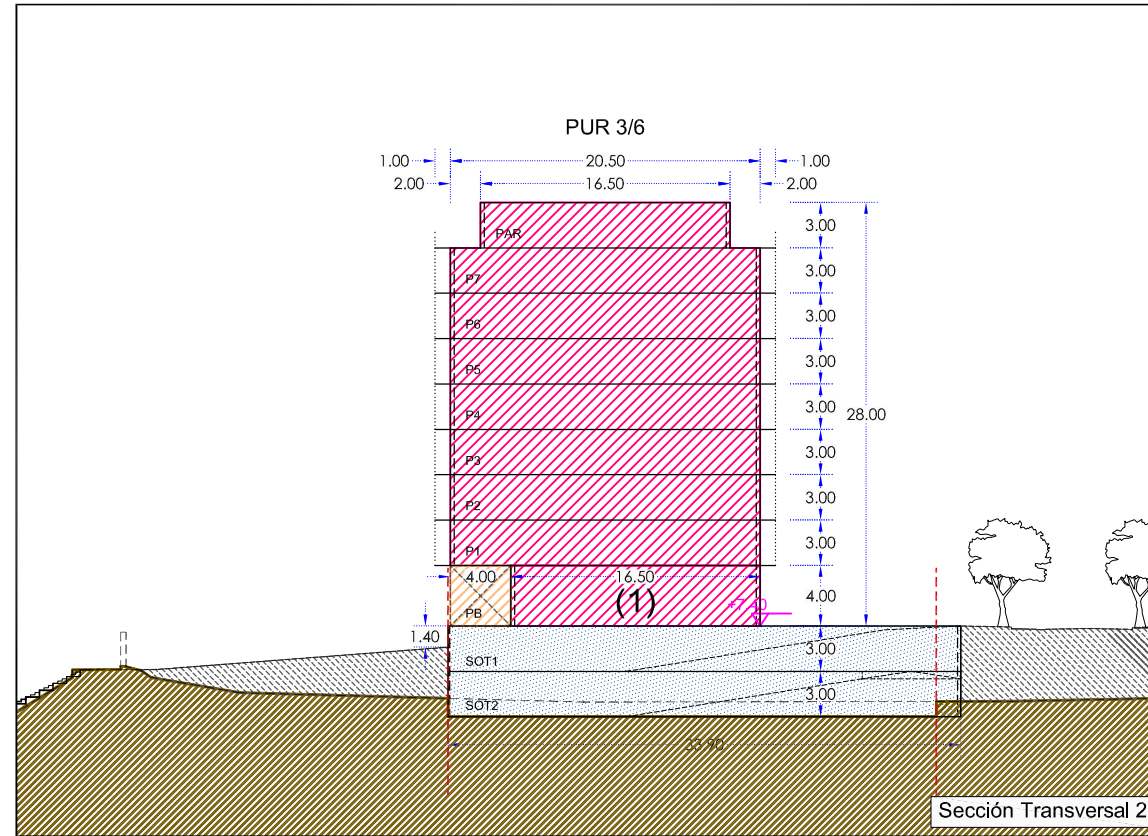 PUR 3/6
1.00 20.50 1.00
2.00 16.50 2.00
PAR 3.00
P7 3.00
P6 3.00
P5 3.00
P4 3.00
28.00
P3 3.00
P2 3.00
P1 3.00
4.00 16.50
PB (1) +7.40 4.00
1.40
SOT1 3.00
SOT2 3.00
33.90
Sección Transversal 2